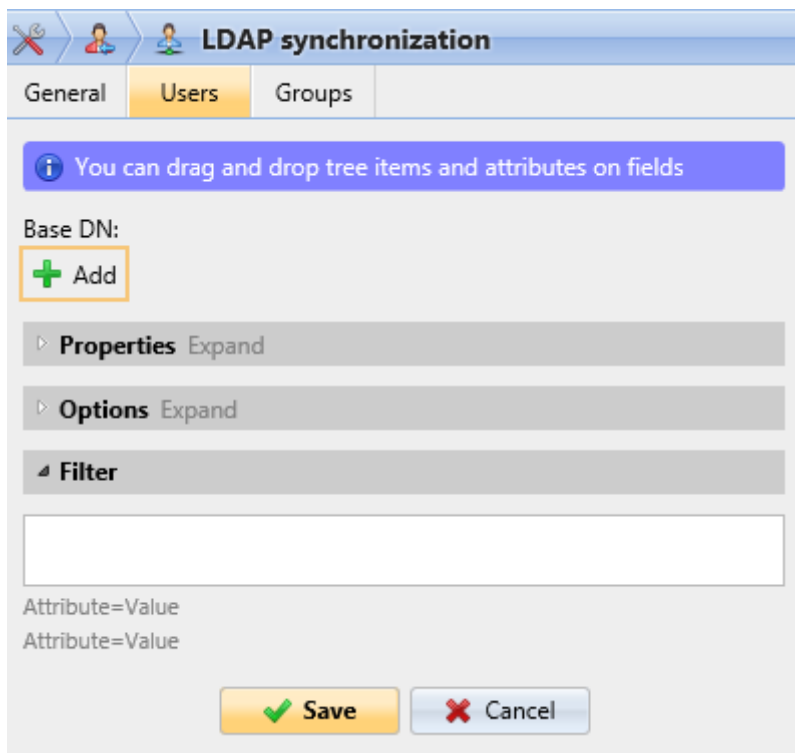 LDAP synchronization
General Users Groups
You can drag and drop tree items and attributes on fields
Base DN:
Add
Properties Expand
Options Expand
Filter
Attribute=Value
Attribute=Value
Save Cancel